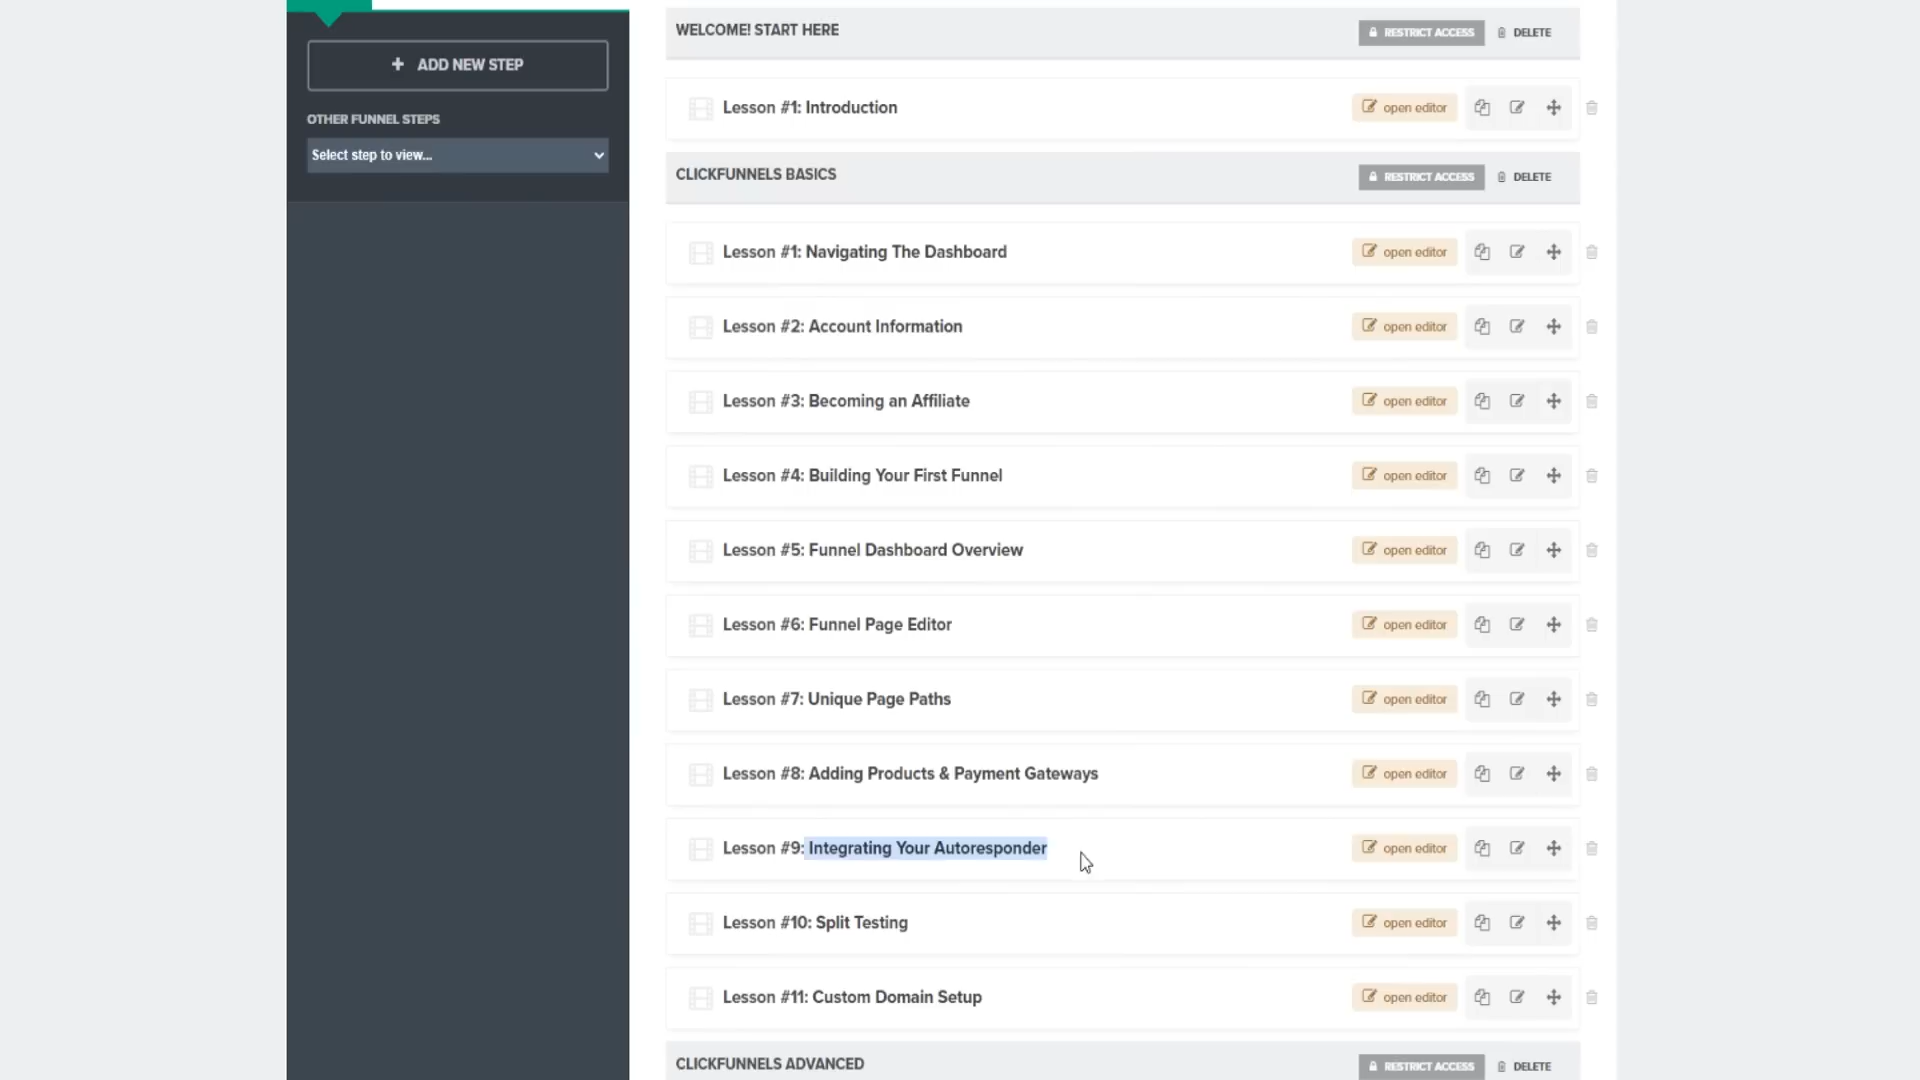 + ADD NEW STEP
OTHER FUNNEL STEPS
Select step to view...
WELCOME! START HERE
RESTRICT ACCESS
DELETE
Lesson #1: Introduction
open editor
CLICKFUNNELS BASICS
RESTRICT ACCESS
DELETE
Lesson #1: Navigating The Dashboard
open editor
Lesson #2: Account Information
open editor
Lesson #3: Becoming an Affiliate
open editor
Lesson #4: Building Your First Funnel
open editor
Lesson #5: Funnel Dashboard Overview
open editor
Lesson #6: Funnel Page Editor
open editor
Lesson #7: Unique Page Paths
open editor
Lesson #8: Adding Products & Payment Gateways
open editor
Lesson #9: Integrating Your Autoresponder
open editor
Lesson #10: Split Testing
open editor
Lesson #11: Custom Domain Setup
open editor
CLICKFUNNELS ADVANCED
RESTRICT ACCESS
DELETE